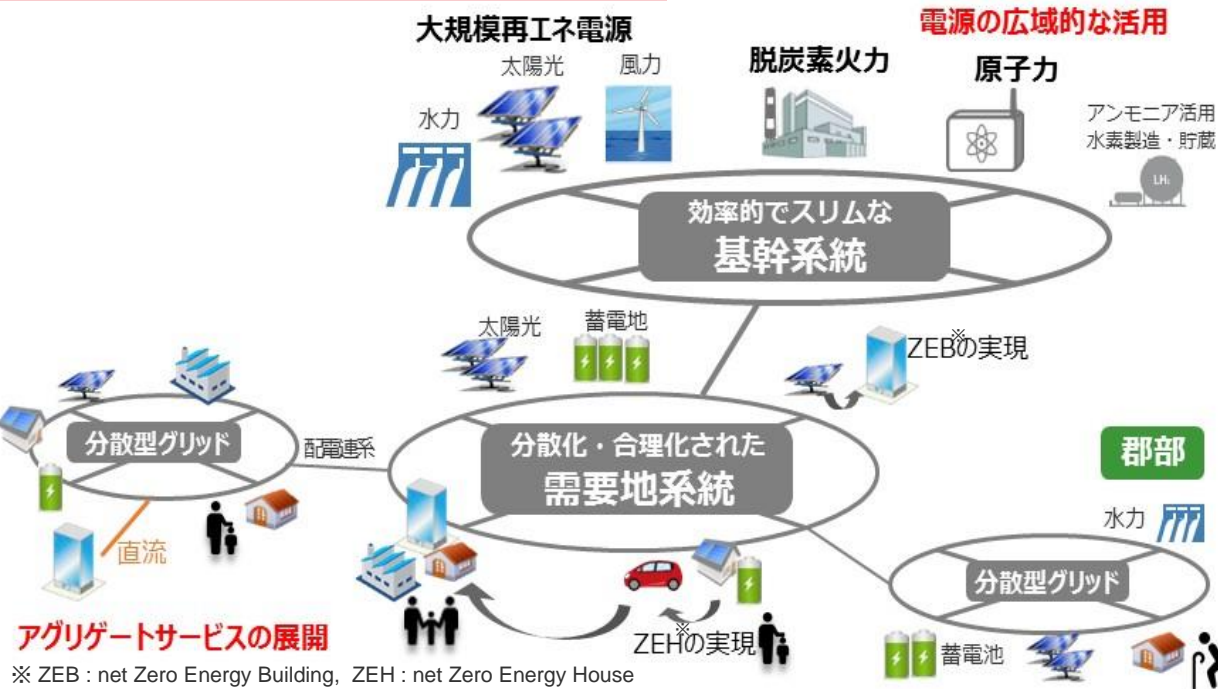 大規模再エネ電源
電源の広域的な活用
太陽光
風力
脱炭素火力
原子力
水力
アンモニア活用
水素製造・貯蔵
LH₂
効率的でスリムな
基幹系統
太陽光
蓄電地
※
ZEBの実現
分散型グリッド
配電連系
分散化・合理化された
需要地系統
郡部
水力
直流
分散型グリッド
アグリゲートサービスの展開
※
ZEHの実現
蓄電池
※ ZEB : net Zero Energy Building, ZEH : net Zero Energy House